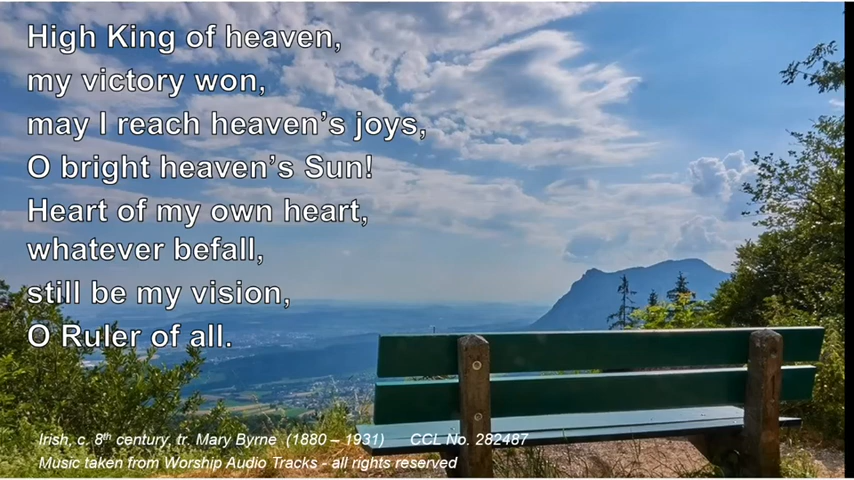 High King of heaven,
my victory won,
may I reach heaven’s joys,
O bright heaven’s Sun!
Heart of my own heart,
whatever befall,
still be my vision,
O Ruler of all.
Irish, c. 8th century, tr. Mary Byrne (1880 – 1931) CCL No. 282487
Music taken from Worship Audio Tracks - all rights reserved